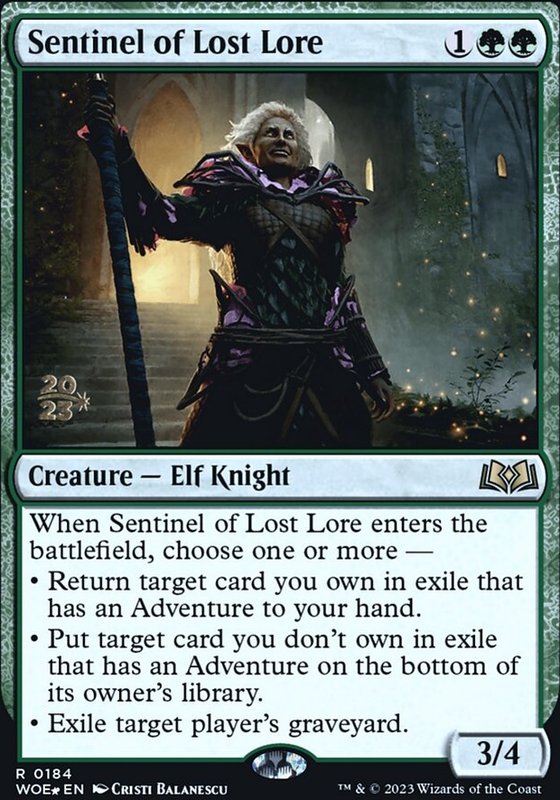 Sentinel of Lost Lore 1
20
23
Creature — Elf Knight
When Sentinel of Lost Lore enters the
battlefield, choose one or more —
• Return target card you own in exile that
has an Adventure to your hand.
• Put target card you don’t own in exile
that has an Adventure on the bottom of
its owner’s library.
• Exile target player’s graveyard.
3/4
R 0184
WOE★EN Cristi Balanescu
™ & © 2023 Wizards of the Coast